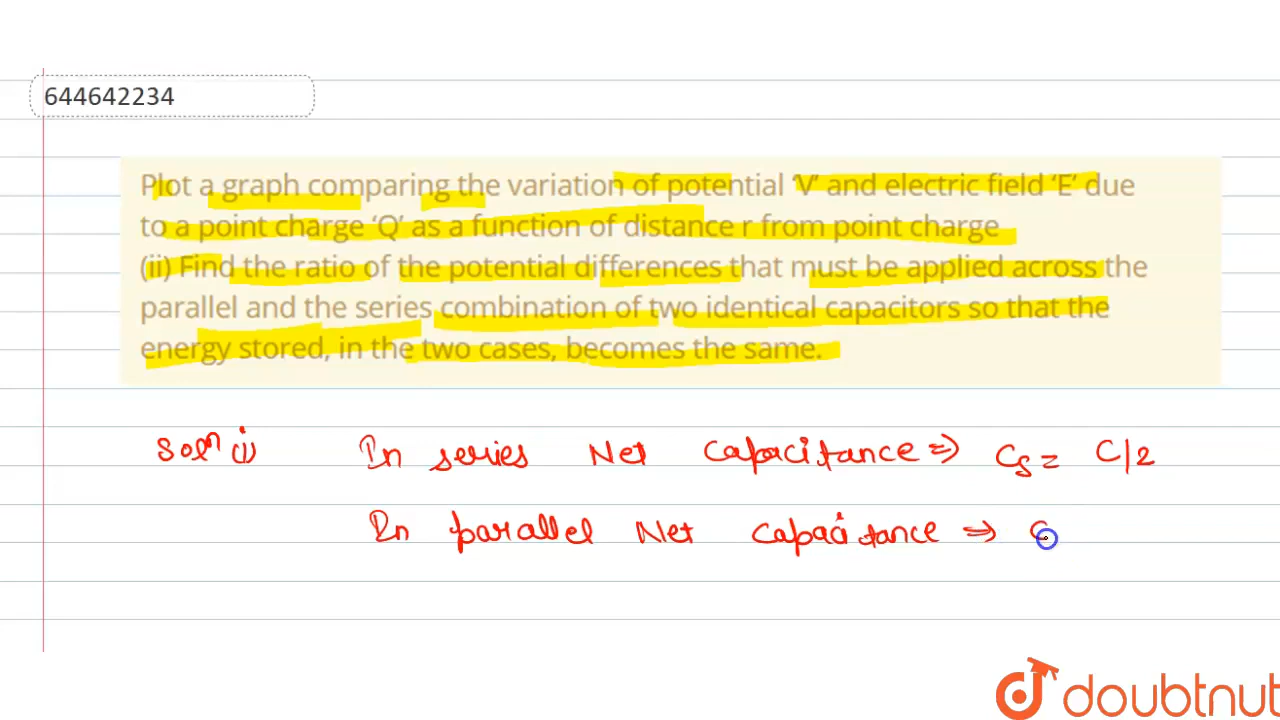 644642234
Plot a graph comparing the variation of potential ‘V’ and electric field ‘E’ due
to a point charge ‘Q’ as a function of distance r from point charge
(ii) Find the ratio of the potential differences that must be applied across the
parallel and the series combination of two identical capacitors so that the
energy stored, in the two cases, becomes the same.
Solⁿ (i) In series Net Capacitance ⇒ Cs = C/2
In parallel Net Capacitance ⇒ C
doubtnut